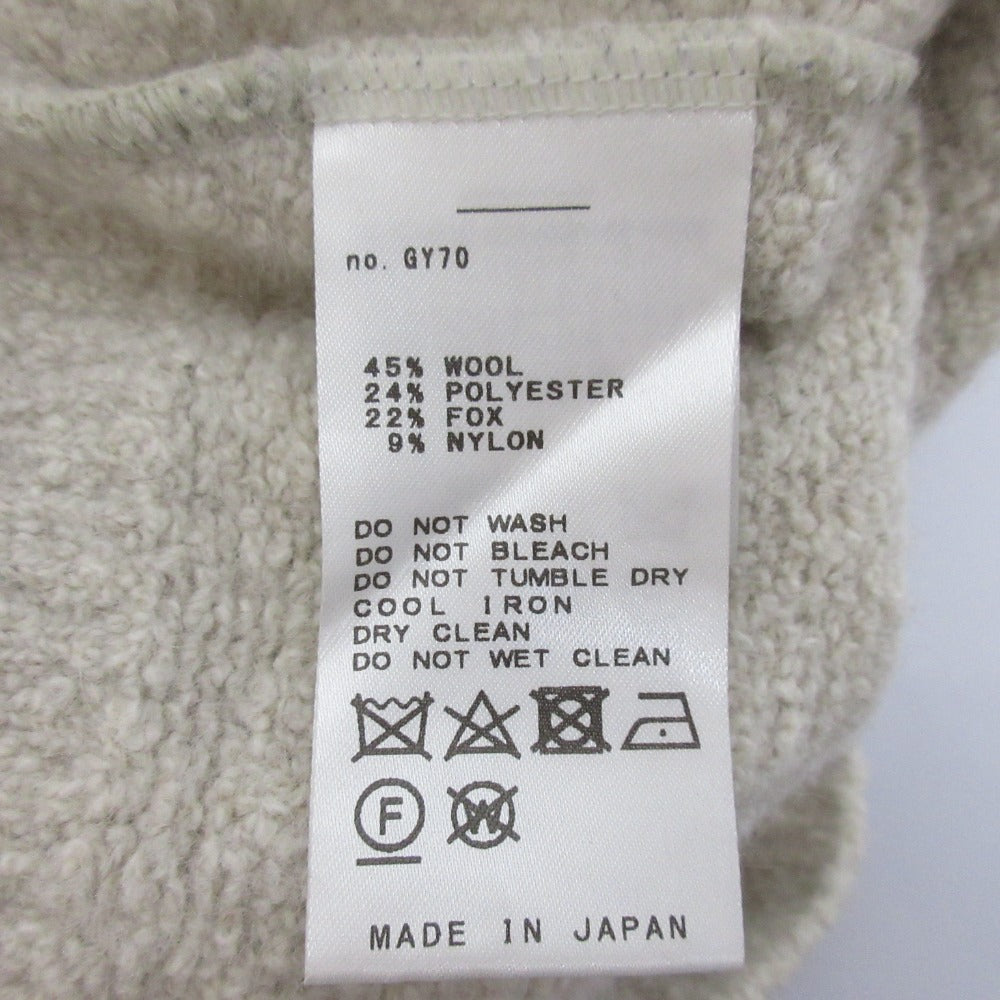 no. GY70
45% WOOL
24% POLYESTER
22% FOX
9% NYLON
DO NOT WASH
DO NOT BLEACH
DO NOT TUMBLE DRY
COOL IRON
DRY CLEAN
DO NOT WET CLEAN
F W
MADE IN JAPAN